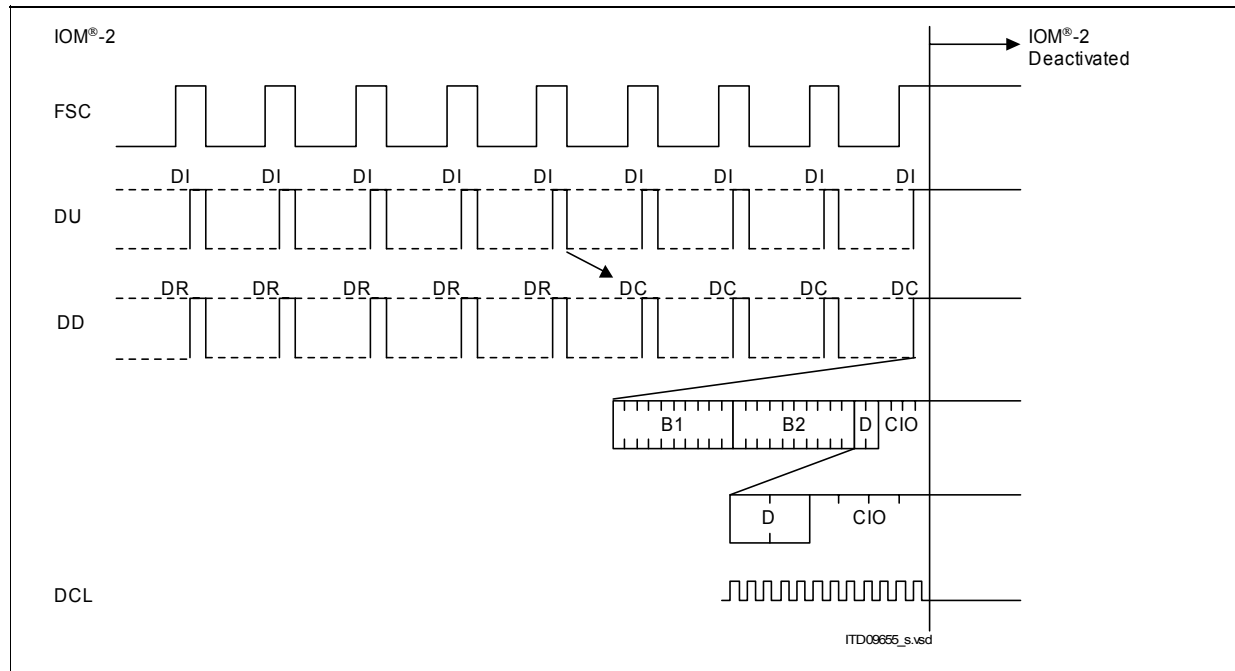 IOM®-2
IOM®-2
Deactivated
FSC
DI DI DI DI DI DI DI DI DI
DU
DR DR DR DR DR DC DC DC DC
DD
B1 B2 D CIO
D CIO
DCL
ITD09655_s.vsd